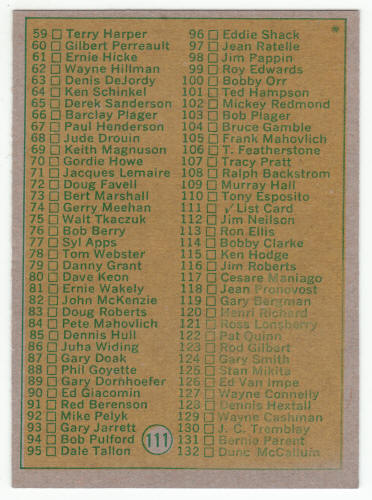 59 □ Terry Harper
60 □ Gilbert Perreault
61 □ Ernie Hicke
62 □ Wayne Hillman
63 □ Denis DeJordy
64 □ Ken Schinkel
65 □ Derek Sanderson
66 □ Barclay Plager
67 □ Paul Henderson
68 □ Jude Drouin
69 □ Keith Magnuson
70 □ Gordie Howe
71 □ Jacques Lemaire
72 □ Doug Favell
73 □ Bert Marshall
74 □ Gerry Meehan
75 □ Walt Tkaczuk
76 □ Bob Berry
77 □ Syl Apps
78 □ Tom Webster
79 □ Danny Grant
80 □ Dave Keon
81 □ Ernie Wakely
82 □ John McKenzie
83 □ Doug Roberts
84 □ Pete Mahovlich
85 □ Dennis Hull
86 □ Juha Widing
87 □ Gary Doak
88 □ Phil Goyette
89 □ Gary Dornhoefer
90 □ Ed Giacomin
91 □ Red Berenson
92 □ Mike Pelyk
93 □ Gary Jarrett
94 □ Bob Pulford
95 □ Dale Tallon
96 □ Eddie Shack
97 □ Jean Ratelle
98 □ Jim Pappin
99 □ Roy Edwards
100 □ Bobby Orr
101 □ Ted Hampson
102 □ Mickey Redmond
103 □ Bob Plager
104 □ Bruce Gamble
105 □ Frank Mahovlich
106 □ T. Featherstone
107 □ Tracy Pratt
108 □ Ralph Backstrom
109 □ Murray Hall
110 □ Tony Esposito
111 □ ✓List Card
112 □ Jim Neilson
113 □ Ron Ellis
114 □ Bobby Clarke
115 □ Ken Hodge
116 □ Jim Roberts
117 □ Cesare Maniago
118 □ Jean Pronovost
119 □ Gary Bergman
120 □ Henri Richard
121 □ Ross Lonsberry
122 □ Pat Quinn
123 □ Rod Gilbert
124 □ Gary Smith
125 □ Stan Mikita
126 □ Ed Van Impe
127 □ Wayne Connelly
128 □ Dennis Hextall
129 □ Wayne Cashman
130 □ J. C. Tremblay
131 □ Bernie Parent
132 □ Dunc McCallum
111